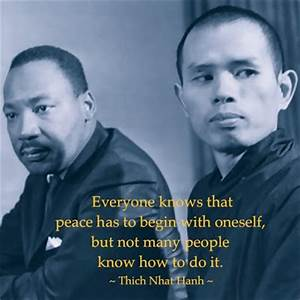 Everyone knows that
peace has to begin with oneself,
but not many people
know how to do it.
~ Thich Nhat Hanh ~